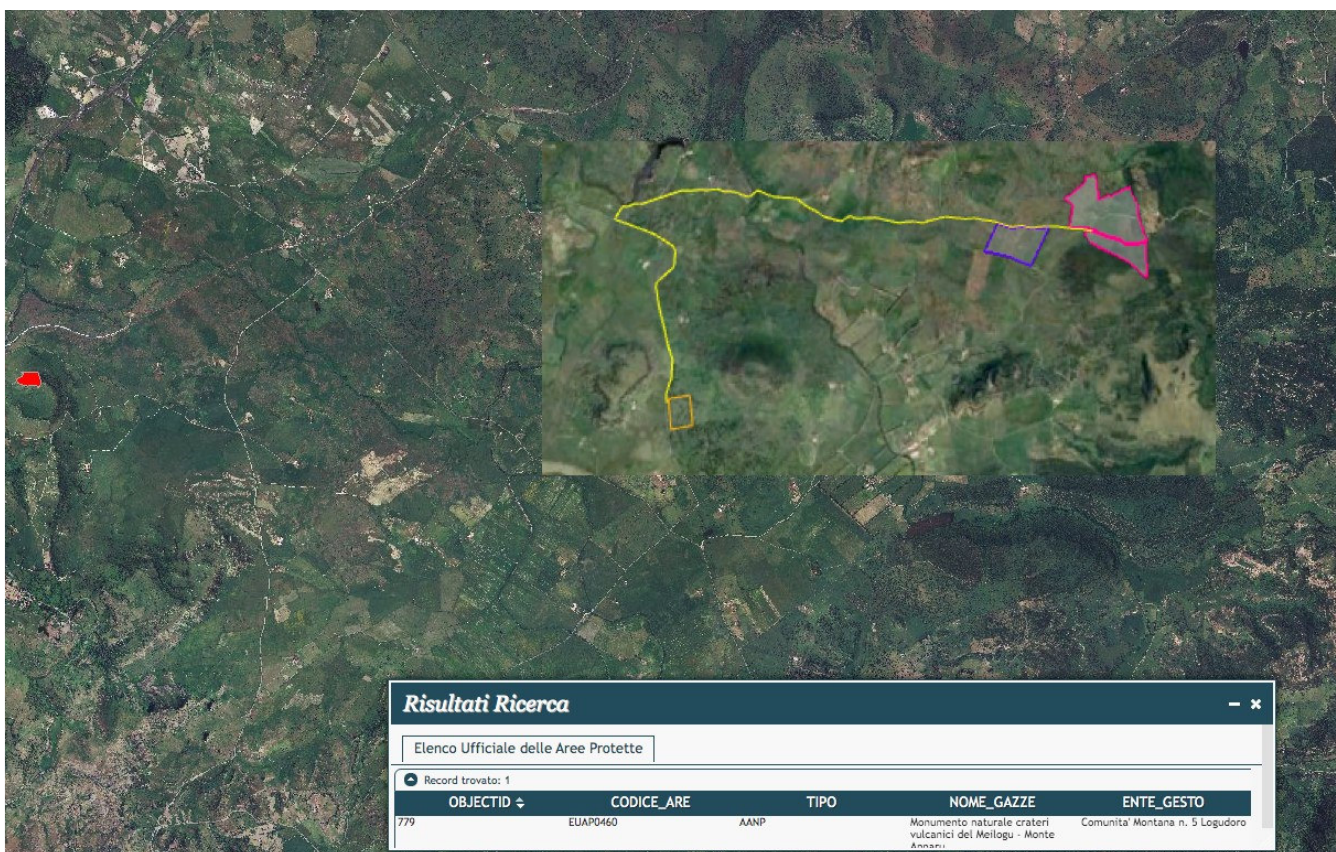 Risultati Ricerca
Elenco Ufficiale delle Aree Protette
Record trovato: 1
OBJECTID CODICE_ARE TIPO NOME_GAZZE ENTE_GESTO
779 EUAP0460 AANP Monumento naturale crateri Comunita' Montana n. 5 Logudoro
vulcanici del Meilogu - Monte
Annaru